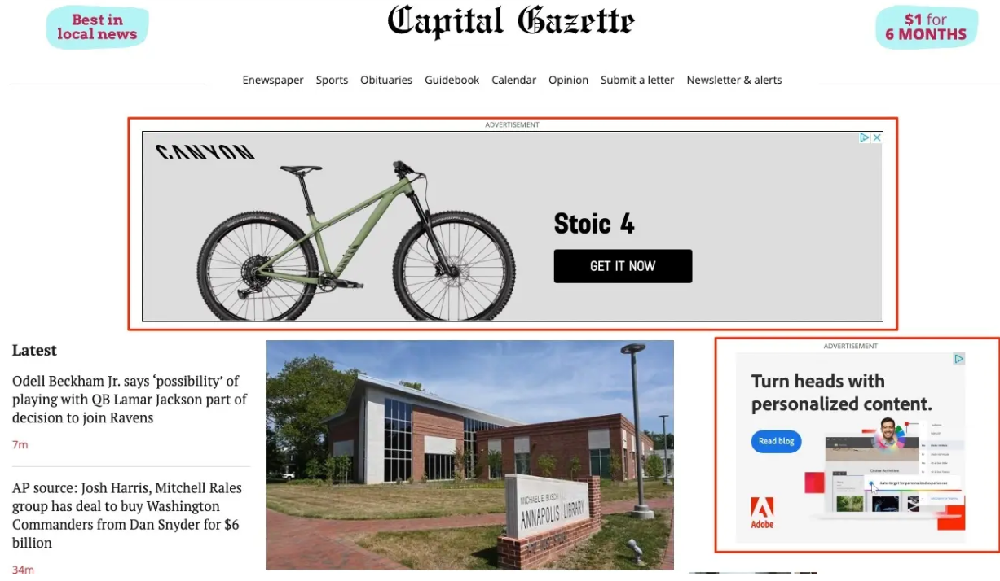 Best in
local news
Capital Gazette
$1 for
6 MONTHS
Enewspaper Sports Obituaries Guidebook Calendar Opinion Submit a letter Newsletter & alerts
ADVERTISEMENT
CANYON
CANYON
Stoic 4
GET IT NOW
Latest
Odell Beckham Jr. says ‘possibility’ of
playing with QB Lamar Jackson part of
decision to join Ravens
7m
AP source: Josh Harris, Mitchell Rales
group has deal to buy Washington
Commanders from Dan Snyder for $6
billion
34m
MICHAEL E. BUSCH
ANNAPOLIS LIBRARY
ADVERTISEMENT
Turn heads with
personalized content.
Read blog
Cruise Activities
Auto-target for personalized experiences
Adobe